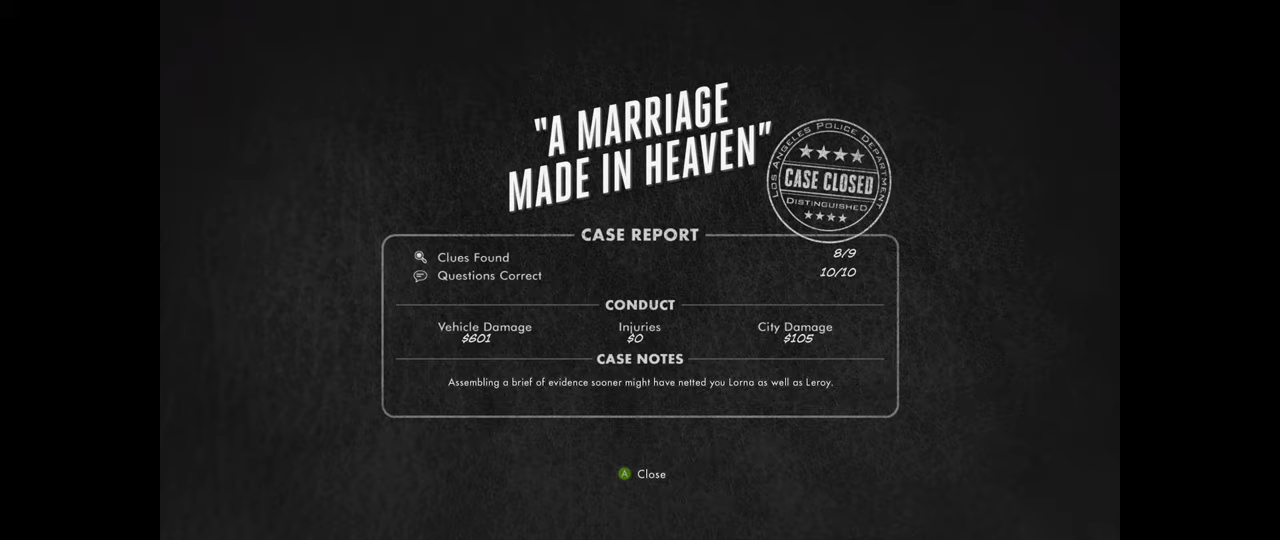 "A MARRIAGE
MADE IN HEAVEN"
LOS ANGELES POLICE DEPARTMENT
CASE CLOSED
DISTINGUISHED
CASE REPORT
Clues Found 8/9
Questions Correct 10/10
CONDUCT
Vehicle Damage Injuries City Damage
$601 $0 $105
CASE NOTES
Assembling a brief of evidence sooner might have netted you Lorna as well as Leroy.
A Close